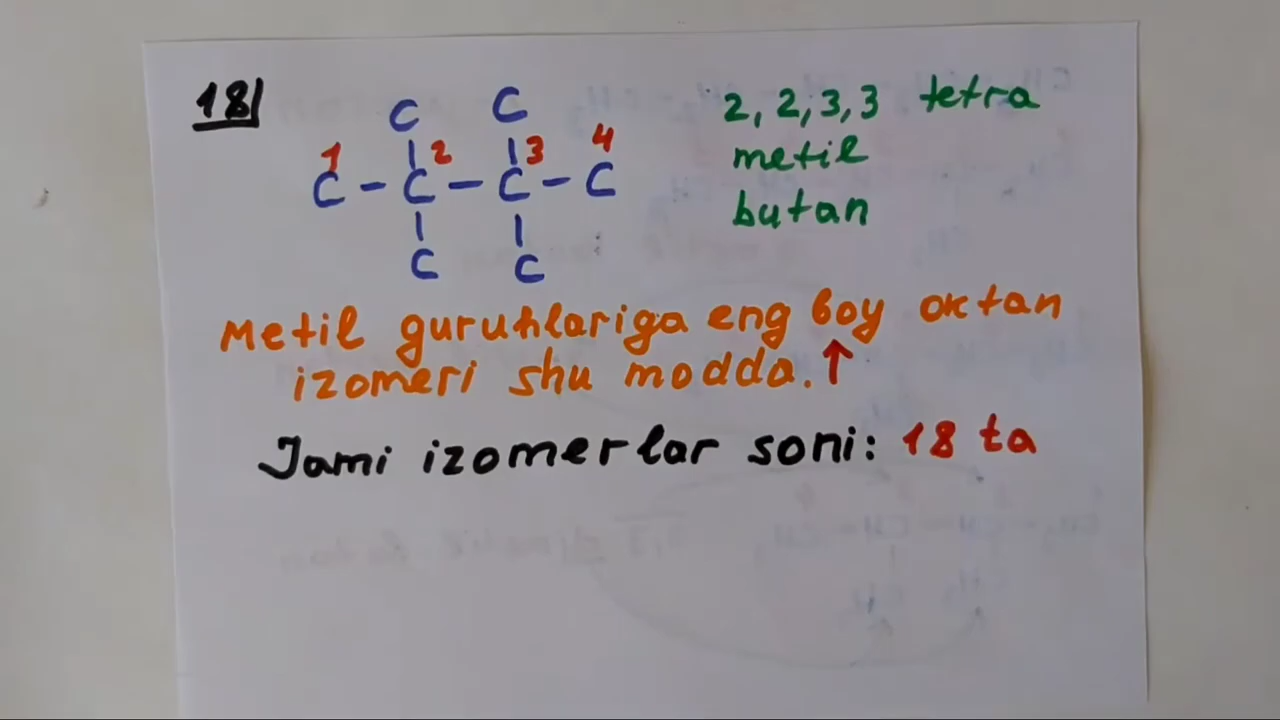 18/
C C
1 2 3 4
C - C - C - C
C C
2, 2, 3, 3 tetra
metil
butan
Metil guruhlariga eng boy oktan
izomeri shu modda. ↑
Jami izomerlar soni: 18 ta